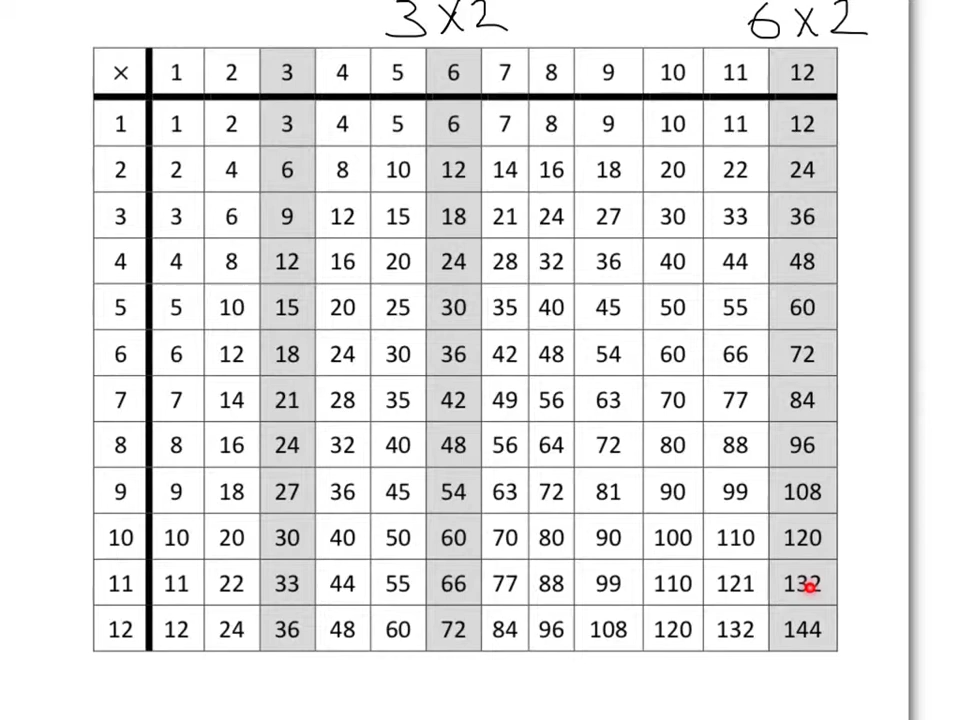 3 x 2 6 x 2
× 1 2 3 4 5 6 7 8 9 10 11 12
1 1 2 3 4 5 6 7 8 9 10 11 12
2 2 4 6 8 10 12 14 16 18 20 22 24
3 3 6 9 12 15 18 21 24 27 30 33 36
4 4 8 12 16 20 24 28 32 36 40 44 48
5 5 10 15 20 25 30 35 40 45 50 55 60
6 6 12 18 24 30 36 42 48 54 60 66 72
7 7 14 21 28 35 42 49 56 63 70 77 84
8 8 16 24 32 40 48 56 64 72 80 88 96
9 9 18 27 36 45 54 63 72 81 90 99 108
10 10 20 30 40 50 60 70 80 90 100 110 120
11 11 22 33 44 55 66 77 88 99 110 121 132
12 12 24 36 48 60 72 84 96 108 120 132 144